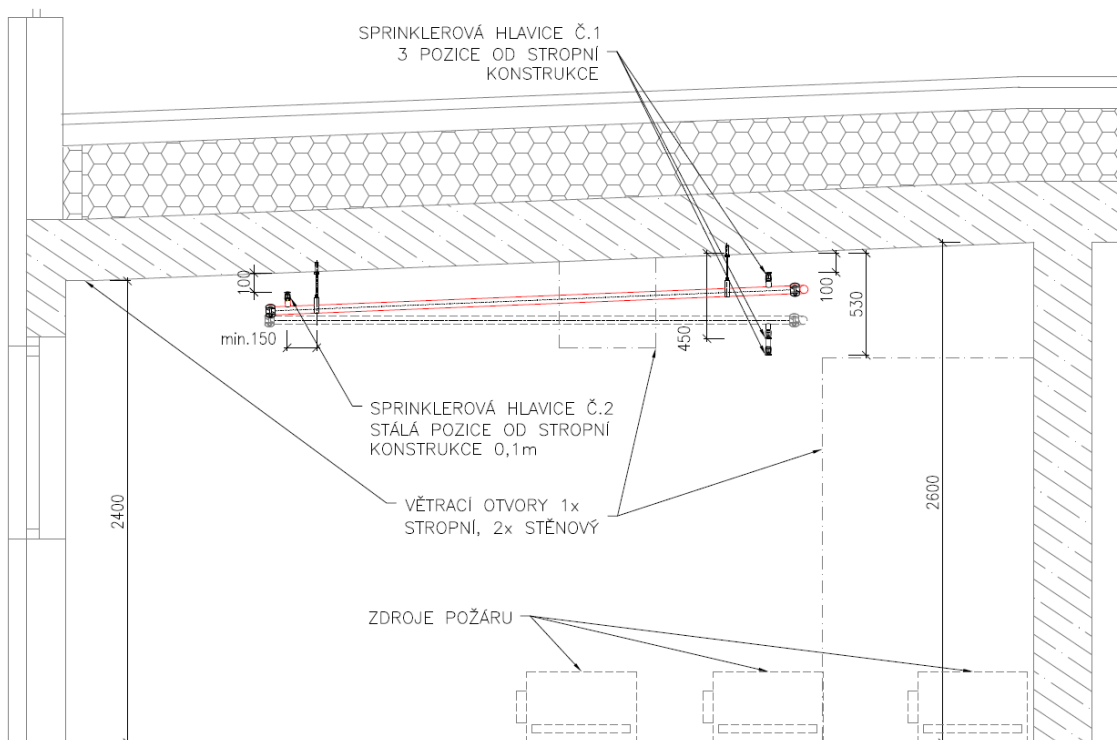 SPRINKLEROVÁ HLAVICE Č.1
3 POZICE OD STROPNÍ
KONSTRUKCE
100
100
530
min.150
450
SPRINKLEROVÁ HLAVICE Č.2
STÁLÁ POZICE OD STROPNÍ
KONSTRUKCE 0,1m
2400
VĚTRACÍ OTVORY 1x
STROPNÍ, 2x STĚNOVÝ
2600
ZDROJE POŽÁRU